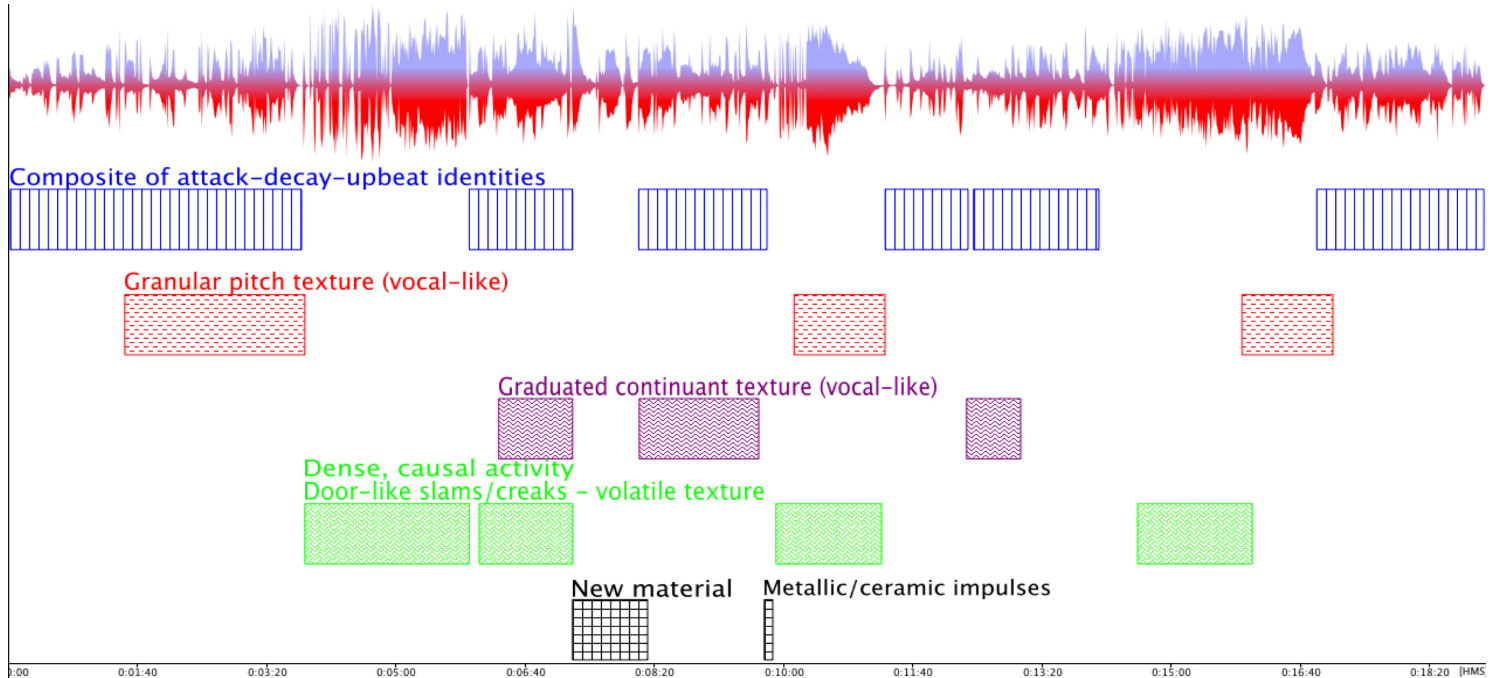 Composite of attack-decay-upbeat identities
Granular pitch texture (vocal-like)
Graduated continuant texture (vocal-like)
Dense, causal activity
Door-like slams/creaks - volatile texture
New material
Metallic/ceramic impulses
0:00 0:01:40 0:03:20 0:05:00 0:06:40 0:08:20 0:10:00 0:11:40 0:13:20 0:15:00 0:16:40 0:18:20 [HMS]